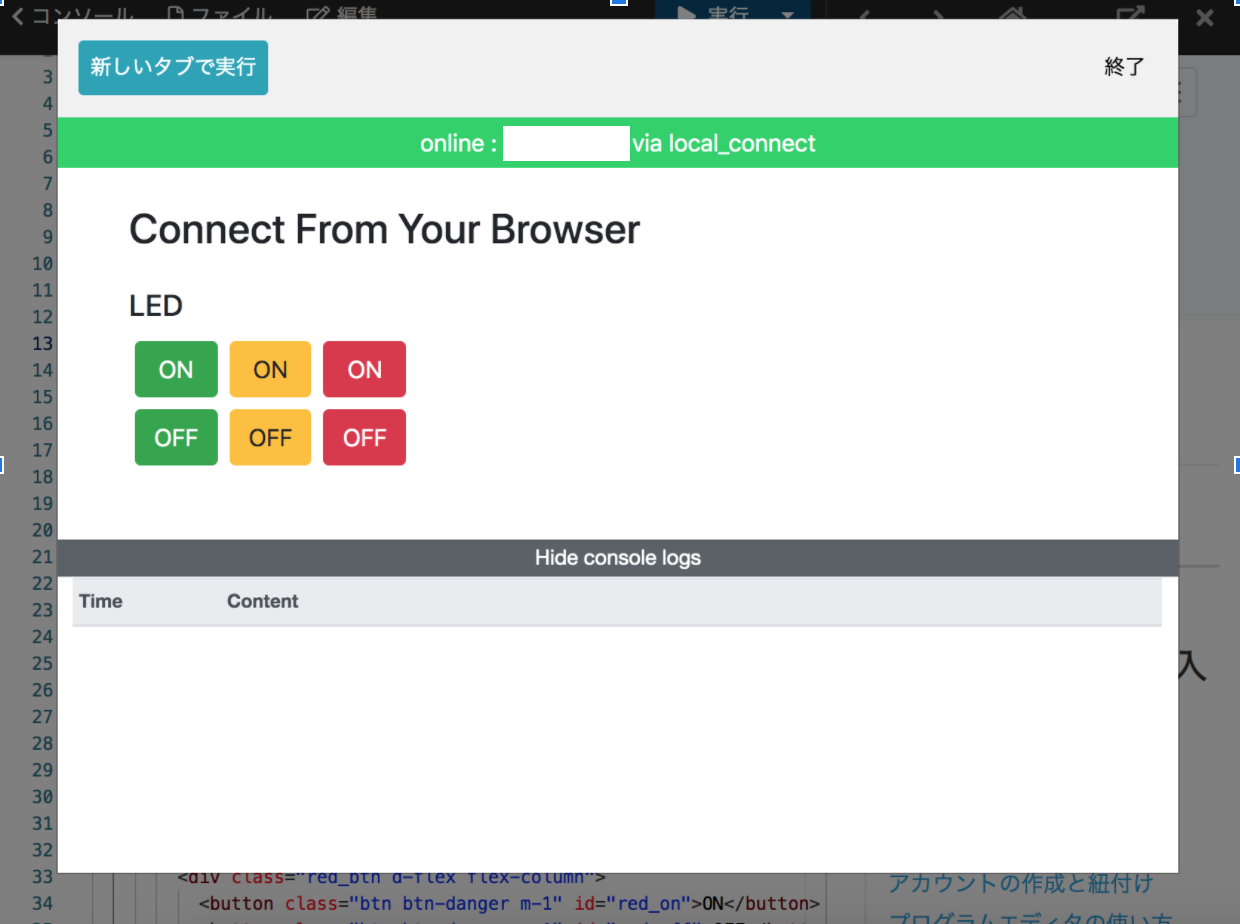 コンソール ファイル 編集 実行
新しいタブで実行 終了
online : via local_connect
Connect From Your Browser
LED
ON ON ON
OFF OFF OFF
Hide console logs
Time Content
3
4
5
6
7
8
9
10
11
12
13
14
15
16
17
18
19
20
21
22
23
24
25
26
27
28
29
30
31
32
33 <div class="red_btn d-flex flex-column">
34 <button class="btn btn-danger m-1" id="red_on">ON</button>
入
アカウントの作成と紐付け
プログラムエディタの使い方